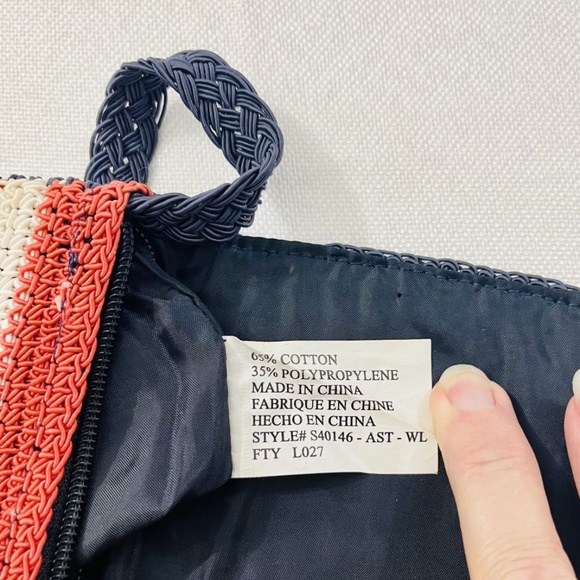 65% COTTON
35% POLYPROPYLENE
MADE IN CHINA
FABRIQUE EN CHINE
HECHO EN CHINA
STYLE# S40146 - AST - WL
FTY L027